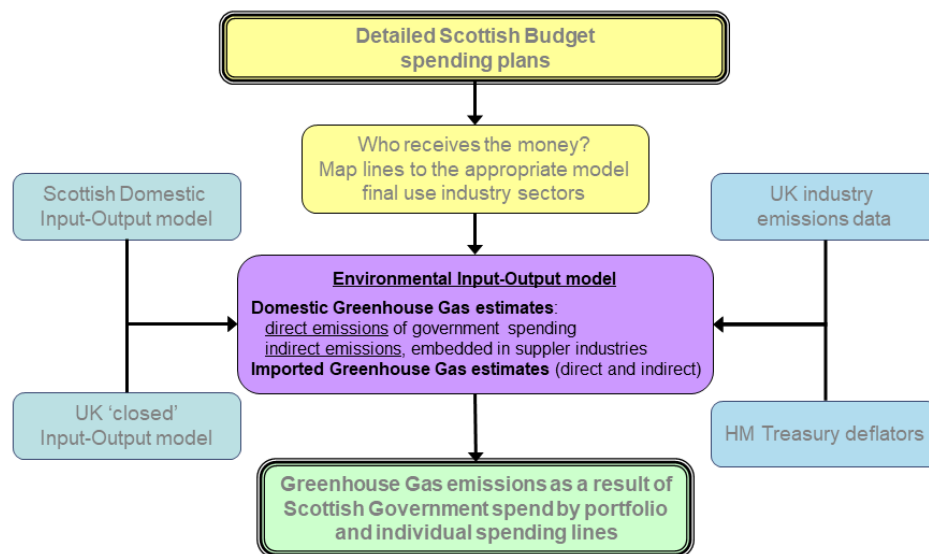 Detailed Scottish Budget
spending plans
Who receives the money?
Map lines to the appropriate model
final use industry sectors
Scottish Domestic
Input-Output model
UK industry
emissions data
Environmental Input-Output model
Domestic Greenhouse Gas estimates:
direct emissions of government spending
indirect emissions, embedded in suppler industries
Imported Greenhouse Gas estimates (direct and indirect)
UK ‘closed’
Input-Output model
HM Treasury deflators
Greenhouse Gas emissions as a result of
Scottish Government spend by portfolio
and individual spending lines